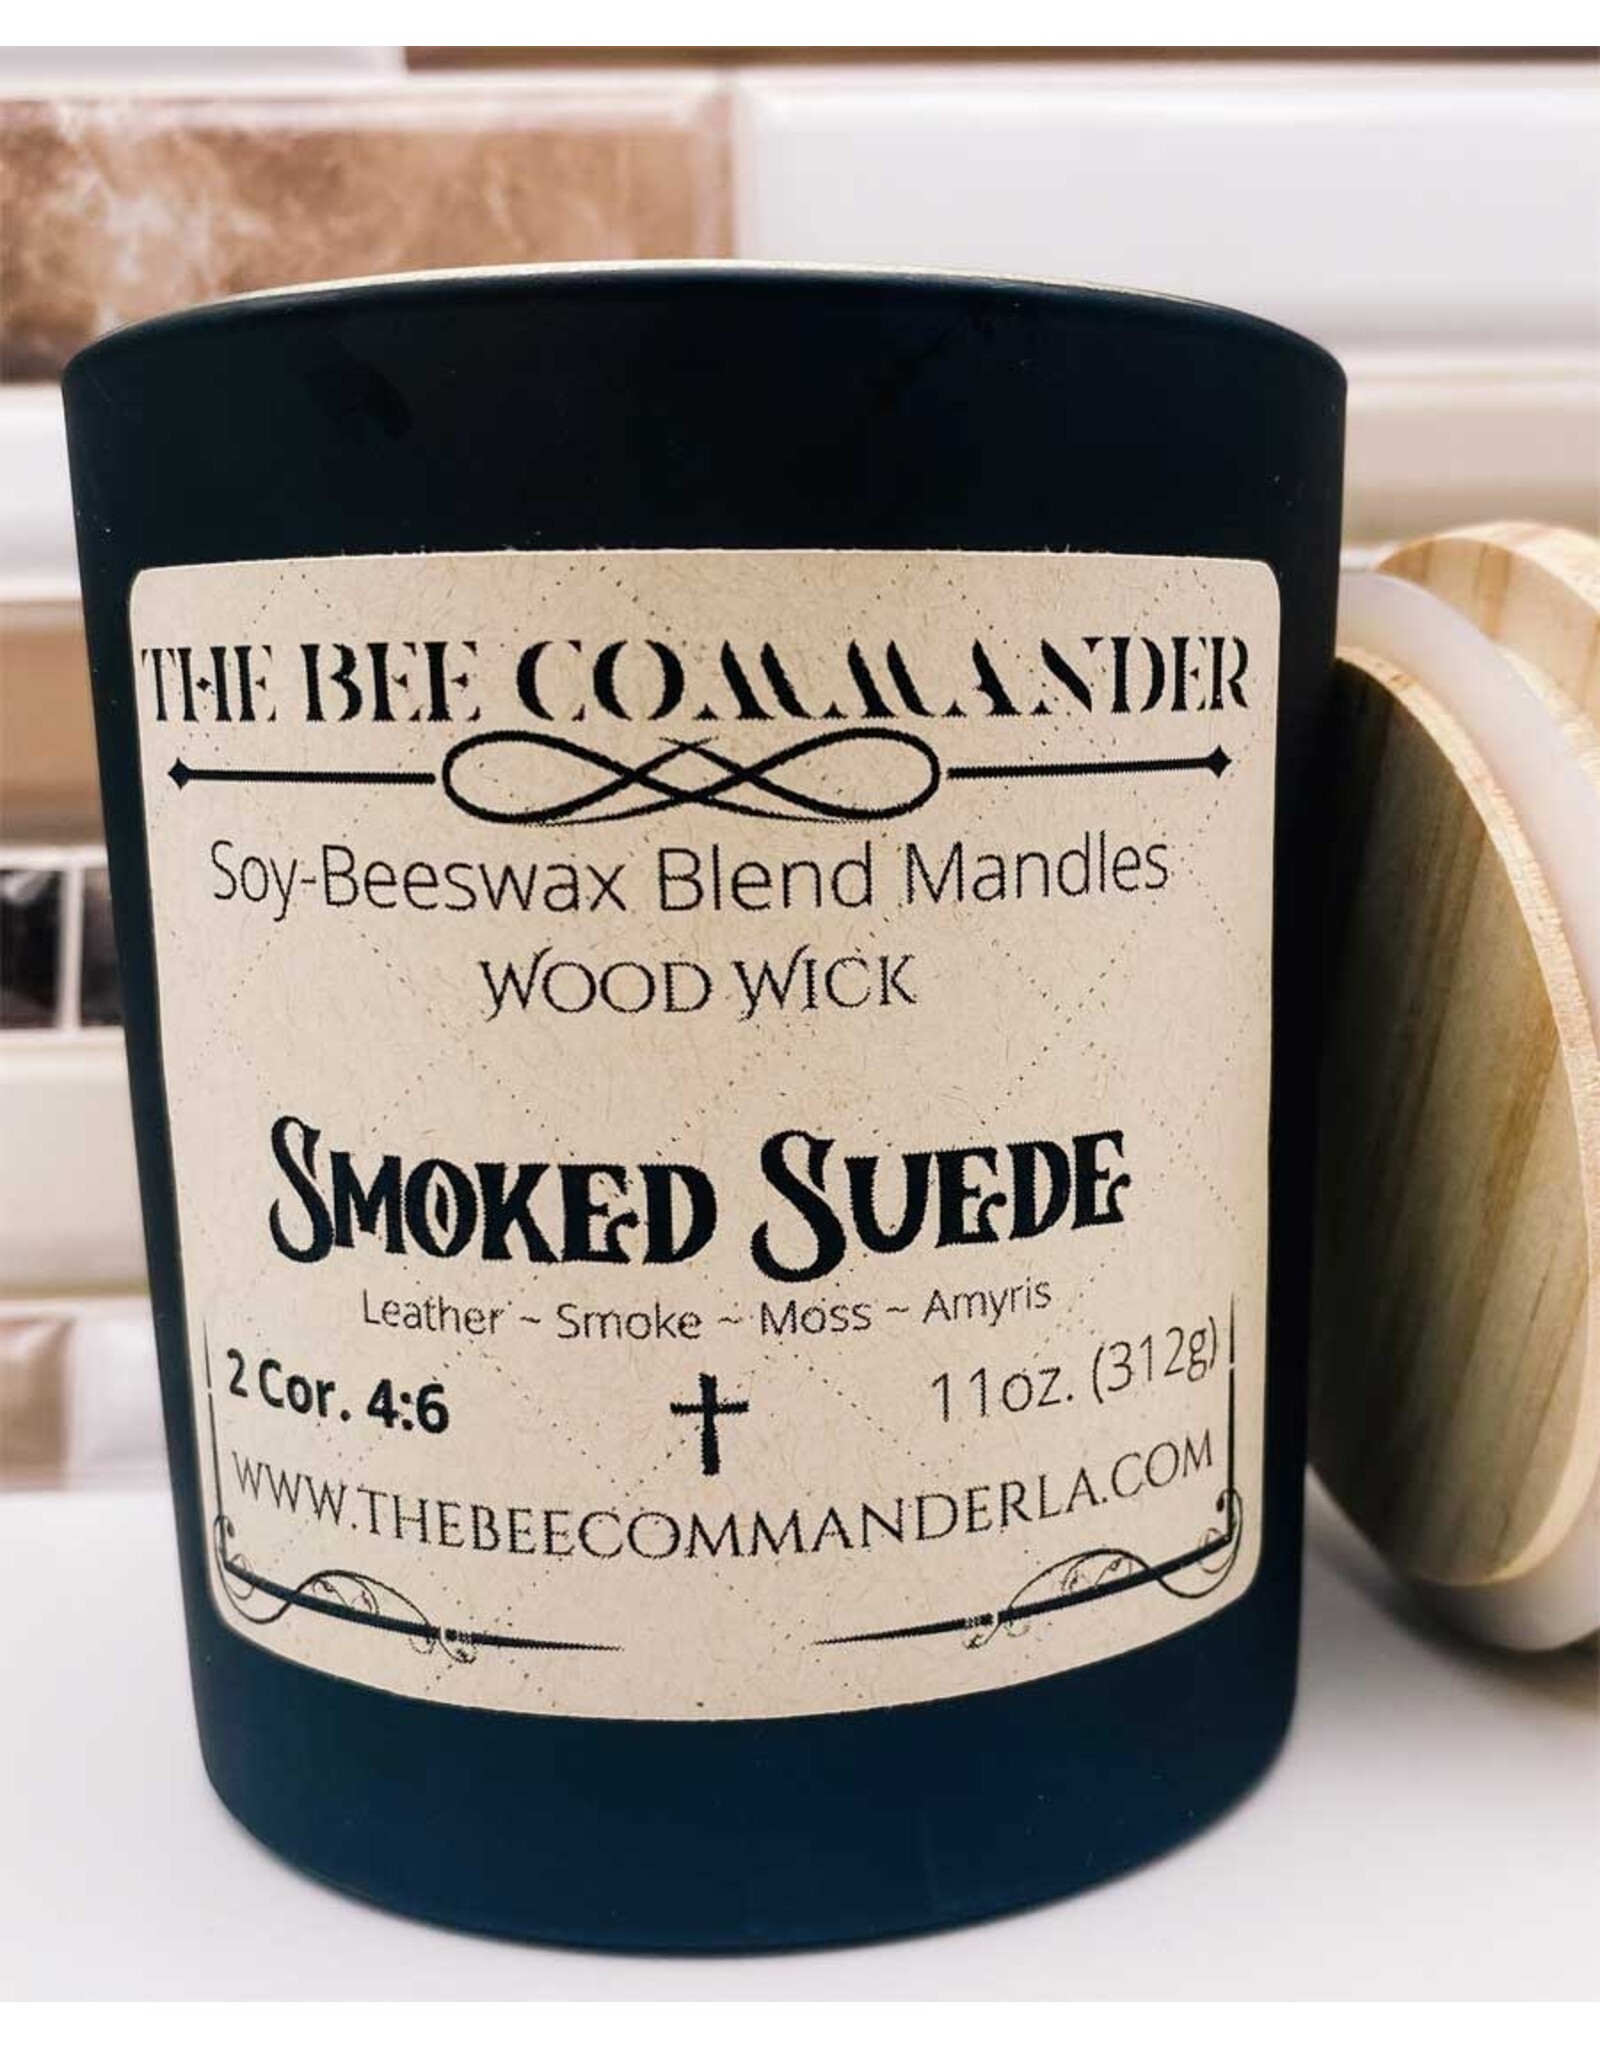 THE BEE COMMANDER
Soy-Beeswax Blend Mandles
WOOD WICK
SMOKED SUEDE
Leather ~ Smoke ~ Moss ~ Amyris
2 Cor. 4:6 11oz. (312g)
WWW.THEBEECOMMANDERLA.COM